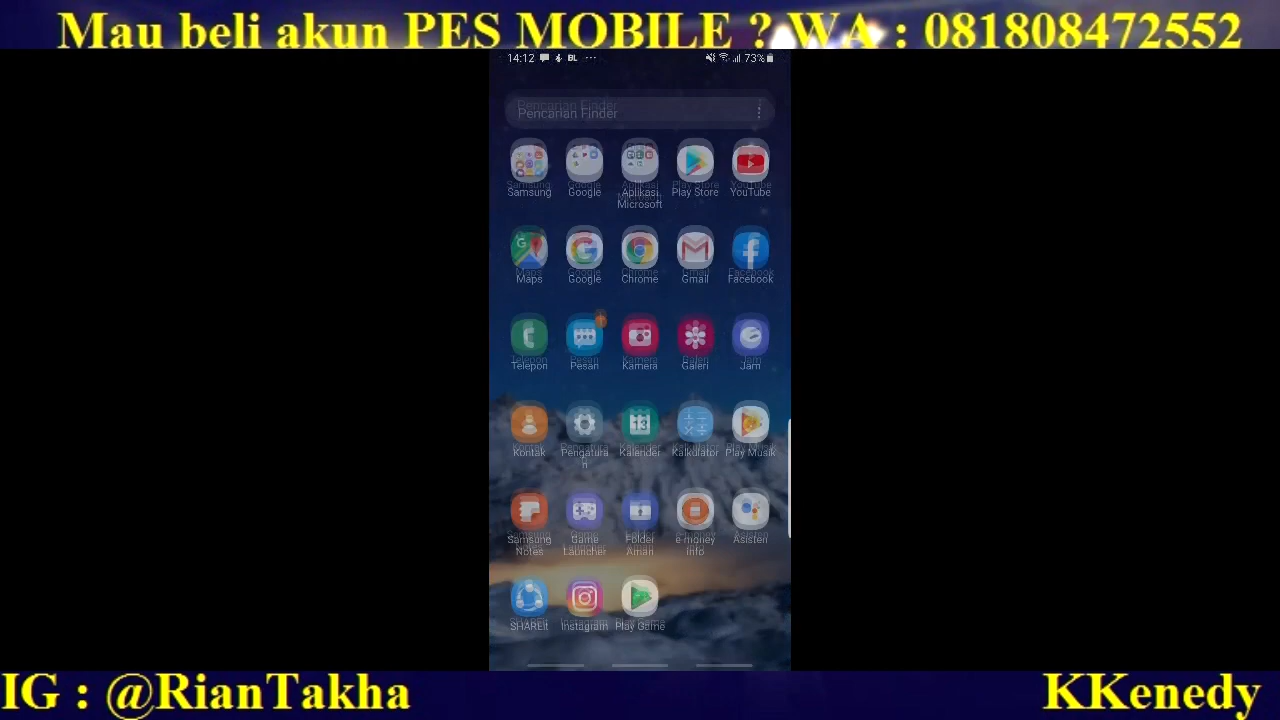 Mau beli akun PES MOBILE ? WA : 081808472552
14:12 BL 73%
Pencarian Finder
Samsung Google Aplikasi Microsoft Play Store YouTube
Maps Google Chrome Gmail Facebook
Telepon Pesan Kamera Galeri Jam
13
Kontak Pengaturan Kalender Kalkulator Play Musik
Samsung Notes Game Launcher Folder Aman e-money Info Asisten
SHAREit Instagram Play Game
IG : @RianTakha KKenedy